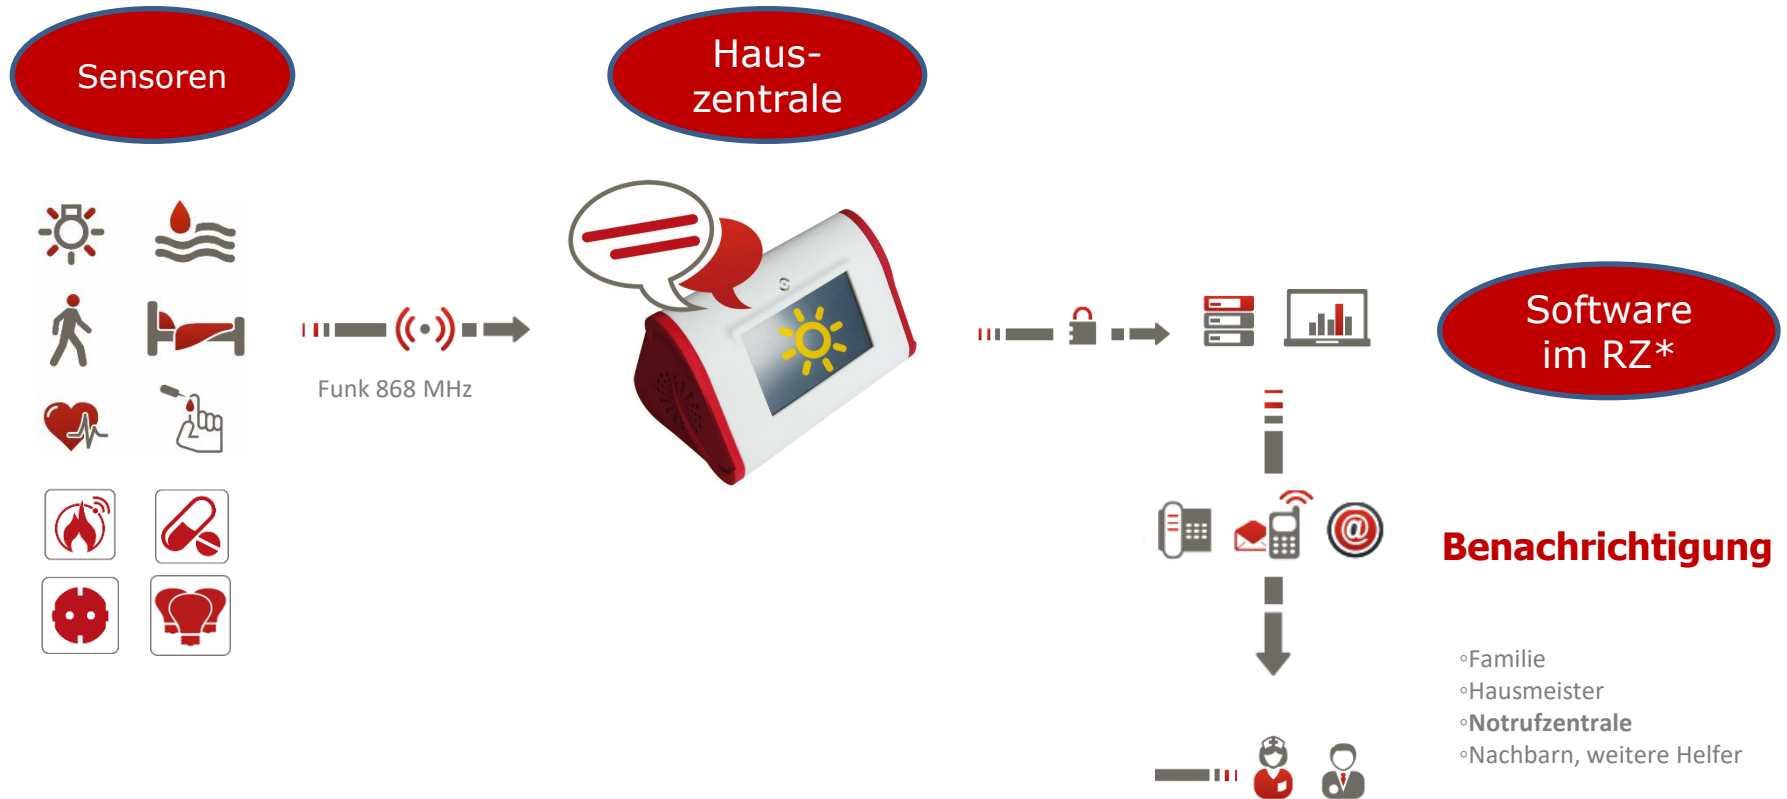 Sensoren
Haus-
zentrale
Funk 868 MHz
Software
im RZ*
@
Benachrichtigung
◦Familie
◦Hausmeister
◦Notrufzentrale
◦Nachbarn, weitere Helfer